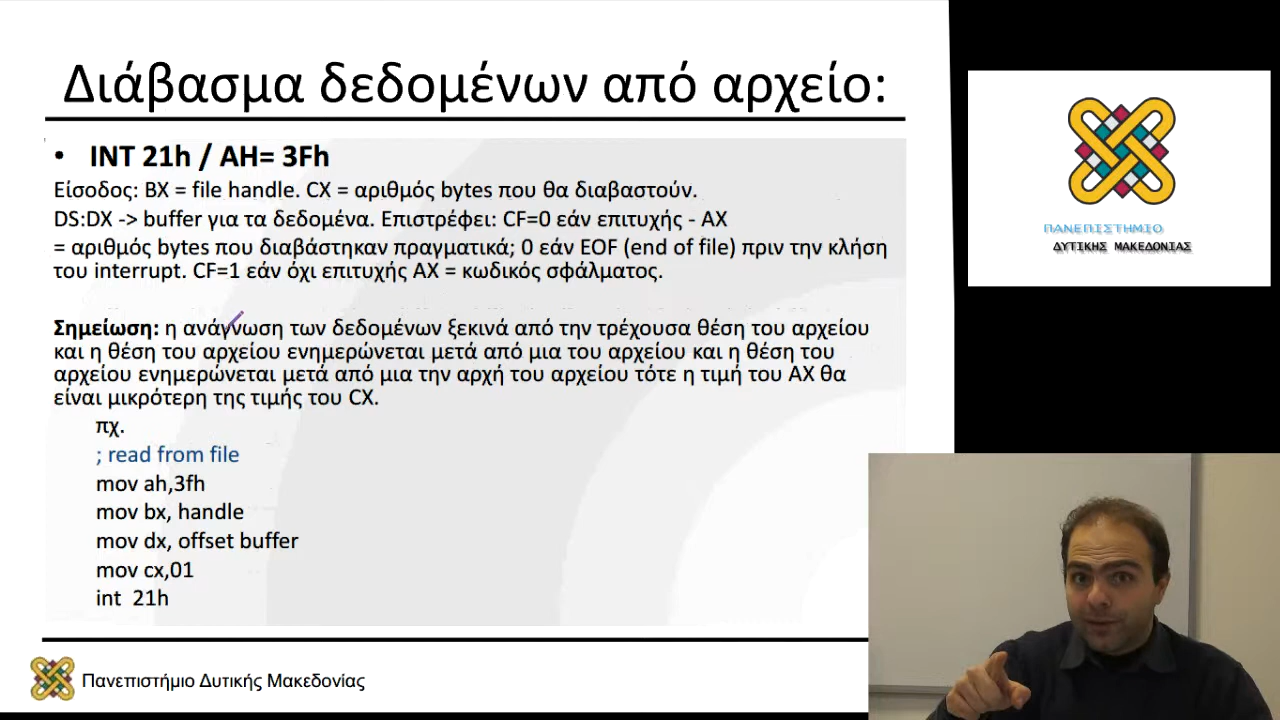 Διάβασμα δεδομένων από αρχείο:
• INT 21h / AH= 3Fh
Είσοδος: BX = file handle. CX = αριθμός bytes που θα διαβαστούν.
DS:DX -> buffer για τα δεδομένα. Επιστρέφει: CF=0 εάν επιτυχής - AX
= αριθμός bytes που διαβάστηκαν πραγματικά; 0 εάν EOF (end of file) πριν την κλήση
του interrupt. CF=1 εάν όχι επιτυχής AX = κωδικός σφάλματος.
Σημείωση: η ανάγνωση των δεδομένων ξεκινά από την τρέχουσα θέση του αρχείου
και η θέση του αρχείου ενημερώνεται μετά από μια του αρχείου και η θέση του
αρχείου ενημερώνεται μετά από μια την αρχή του αρχείου τότε η τιμή του AX θα
είναι μικρότερη της τιμής του CX.
πχ.
; read from file
mov ah,3fh
mov bx, handle
mov dx, offset buffer
mov cx,01
int 21h
Πανεπιστήμιο Δυτικής Μακεδονίας
ΠΑΝΕΠΙΣΤΗΜΙΟ
ΔΥΤΙΚΗΣ ΜΑΚΕΔΟΝΙΑΣ